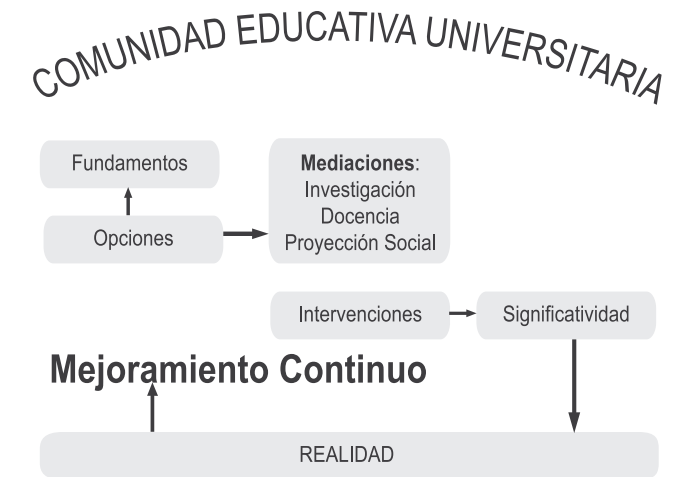 COMUNIDAD EDUCATIVA UNIVERSITARIA
Fundamentos
Mediaciones:
Investigación
Docencia
Proyección Social
Opciones
Intervenciones
Significatividad
Mejoramiento Continuo
REALIDAD